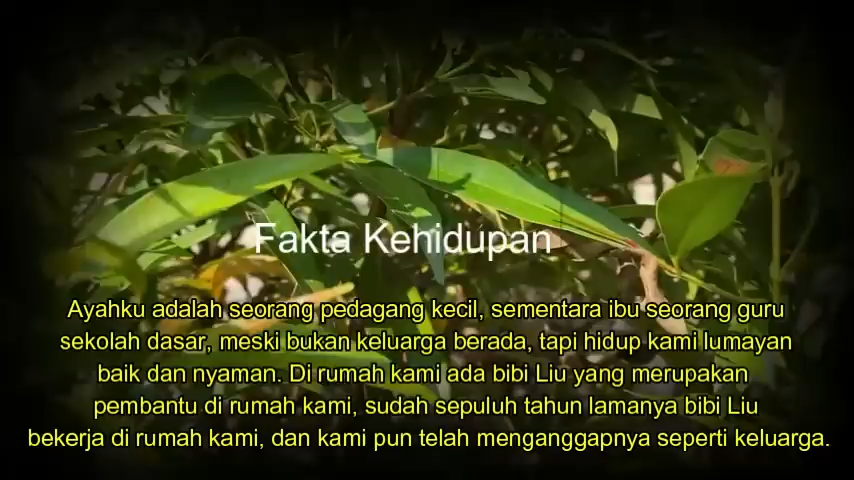 Fakta Kehidupan
Ayahku adalah seorang pedagang kecil, sementara ibu seorang guru
sekolah dasar, meski bukan keluarga berada, tapi hidup kami lumayan
baik dan nyaman. Di rumah kami ada bibi Liu yang merupakan
pembantu di rumah kami, sudah sepuluh tahun lamanya bibi Liu
bekerja di rumah kami, dan kami pun telah menganggapnya seperti keluarga.